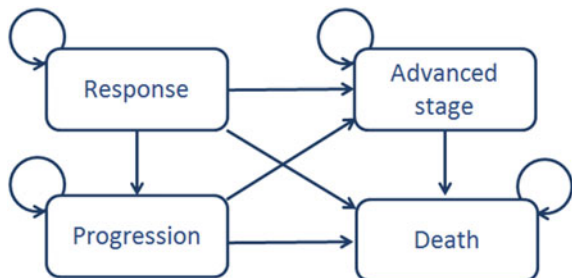 Response
Advanced
stage
Progression
Death